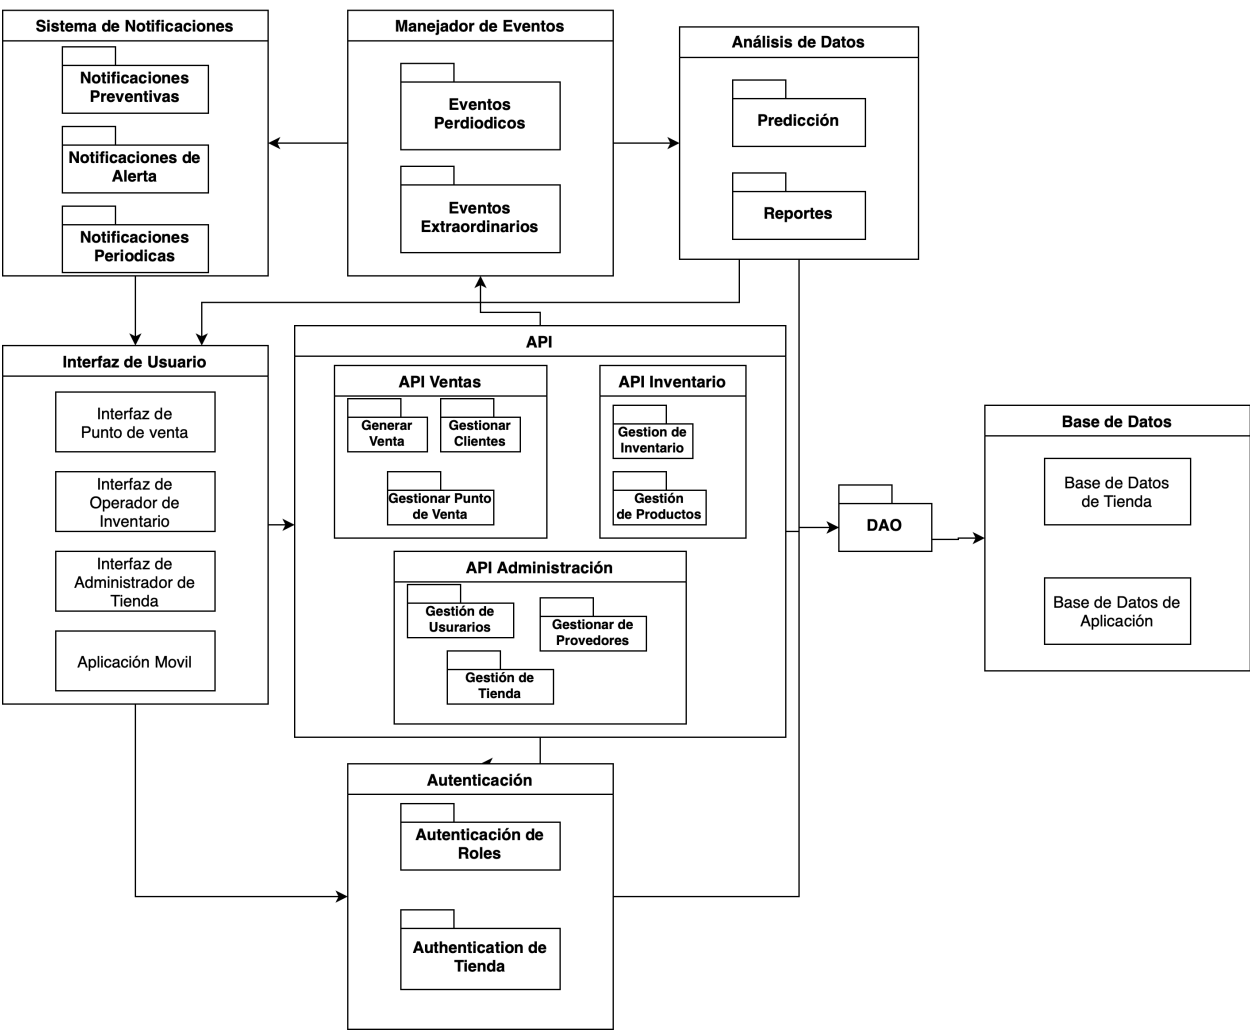 Sistema de Notificaciones
Notificaciones
Preventivas
Notificaciones de
Alerta
Notificaciones
Periodicas
Manejador de Eventos
Eventos
Perdiodicos
Eventos
Extraordinarios
Análisis de Datos
Predicción
Reportes
Interfaz de Usuario
Interfaz de
Punto de venta
Interfaz de
Operador de
Inventario
Interfaz de
Administrador de
Tienda
Aplicación Movil
API
API Ventas
Generar
Venta
Gestionar
Clientes
Gestionar Punto
de Venta
API Inventario
Gestion de
Inventario
Gestión
de Productos
API Administración
Gestión de
Usurarios
Gestionar de
Provedores
Gestión de
Tienda
DAO
Base de Datos
Base de Datos
de Tienda
Base de Datos de
Aplicación
Autenticación
Autenticación de
Roles
Authentication de
Tienda